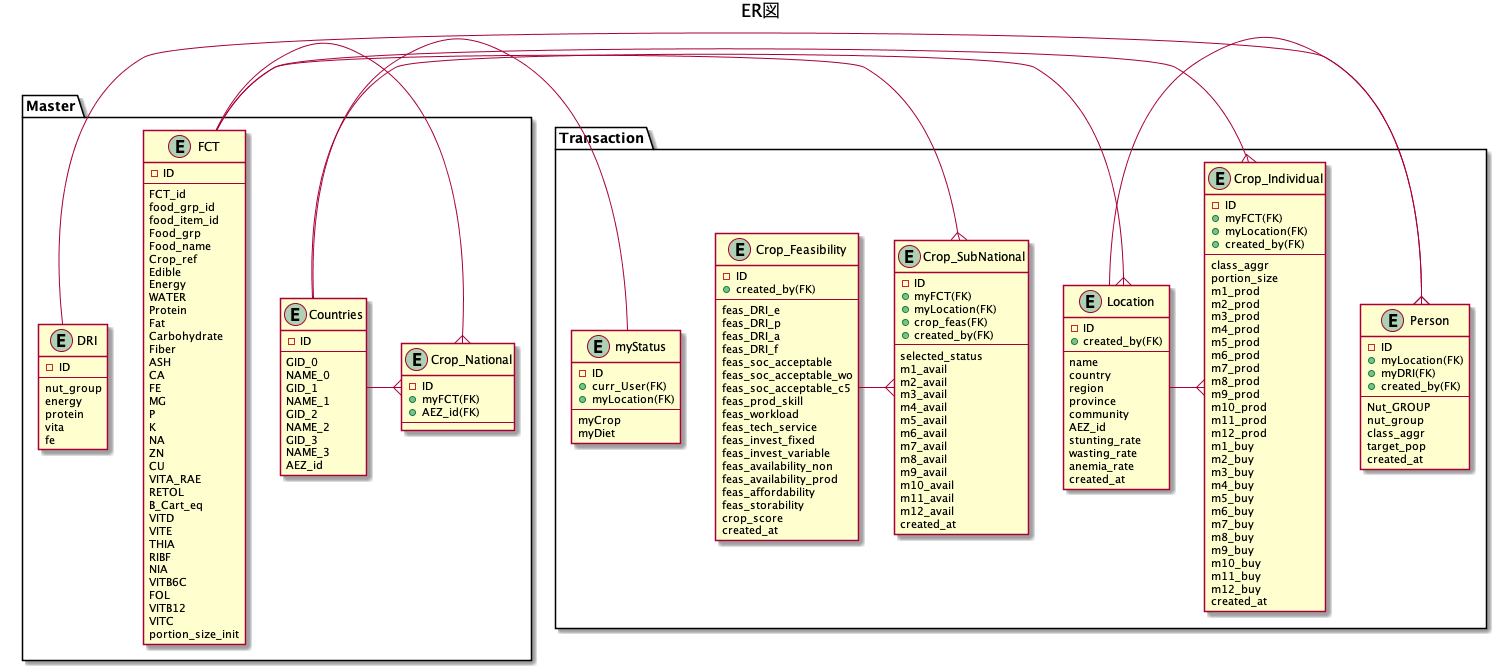 ER図
Master
E FCT
ID
FCT_id
food_grp_id
food_item_id
Food_grp
Food_name
Crop_ref
Edible
Energy
WATER
Protein
Fat
Carbohydrate
Fiber
ASH
CA
FE
MG
P
K
NA
ZN
CU
VITA_RAE
RETOL
B_Cart_eq
VITD
VITE
THIA
RIBF
NIA
VITB6C
FOL
VITB12
VITC
portion_size_init
E DRI
ID
nut_group
energy
protein
vita
fe
E Countries
ID
GID_0
NAME_0
GID_1
NAME_1
GID_2
NAME_2
GID_3
NAME_3
AEZ_id
E Crop_National
ID
myFCT(FK)
AEZ_id(FK)
Transaction
E myStatus
ID
curr_User(FK)
myLocation(FK)
myCrop
myDiet
E Crop_Feasibility
ID
created_by(FK)
feas_DRI_e
feas_DRI_p
feas_DRI_a
feas_DRI_f
feas_soc_acceptable
feas_soc_acceptable_wo
feas_soc_acceptable_c5
feas_prod_skill
feas_workload
feas_tech_service
feas_invest_fixed
feas_invest_variable
feas_availability_non
feas_availability_prod
feas_affordability
feas_storability
crop_score
created_at
E Crop_SubNational
ID
myFCT(FK)
myLocation(FK)
crop_feas(FK)
created_by(FK)
selected_status
m1_avail
m2_avail
m3_avail
m4_avail
m5_avail
m6_avail
m7_avail
m8_avail
m9_avail
m10_avail
m11_avail
m12_avail
created_at
E Location
ID
created_by(FK)
name
country
region
province
community
AEZ_id
stunting_rate
wasting_rate
anemia_rate
created_at
E Crop_Individual
ID
myFCT(FK)
myLocation(FK)
created_by(FK)
class_aggr
portion_size
m1_prod
m2_prod
m3_prod
m4_prod
m5_prod
m6_prod
m7_prod
m8_prod
m9_prod
m10_prod
m11_prod
m12_prod
m1_buy
m2_buy
m3_buy
m4_buy
m5_buy
m6_buy
m7_buy
m8_buy
m9_buy
m10_buy
m11_buy
m12_buy
created_at
E Person
ID
myLocation(FK)
myDRI(FK)
created_by(FK)
Nut_GROUP
nut_group
class_aggr
target_pop
created_at